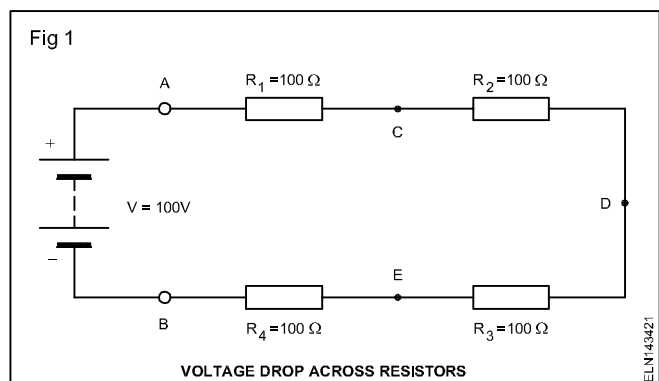 Fig 1
A
R1 =100 Ω
R2 =100 Ω
C
+
V = 100V
D
−
E
B
R4 =100 Ω
R3 =100 Ω
VOLTAGE DROP ACROSS RESISTORS
ELN143421